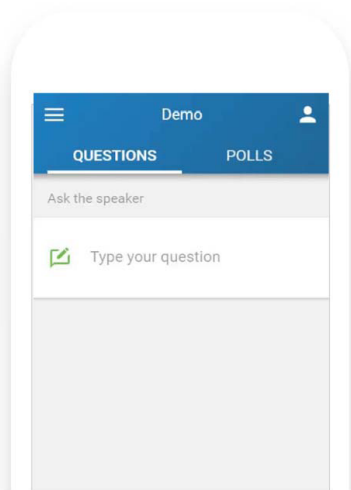 Demo
QUESTIONS POLLS
Ask the speaker
Type your question